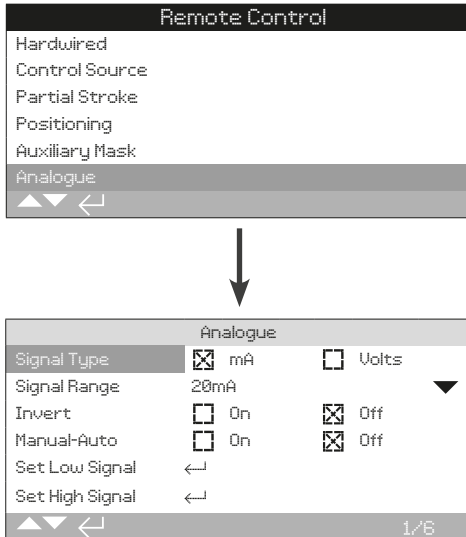 Remote Control
Hardwired
Control Source
Partial Stroke
Positioning
Auxiliary Mask
Analogue
Analogue
Signal Type mA Volts
Signal Range 20mA
Invert On Off
Manual-Auto On Off
Set Low Signal
Set High Signal
1/6